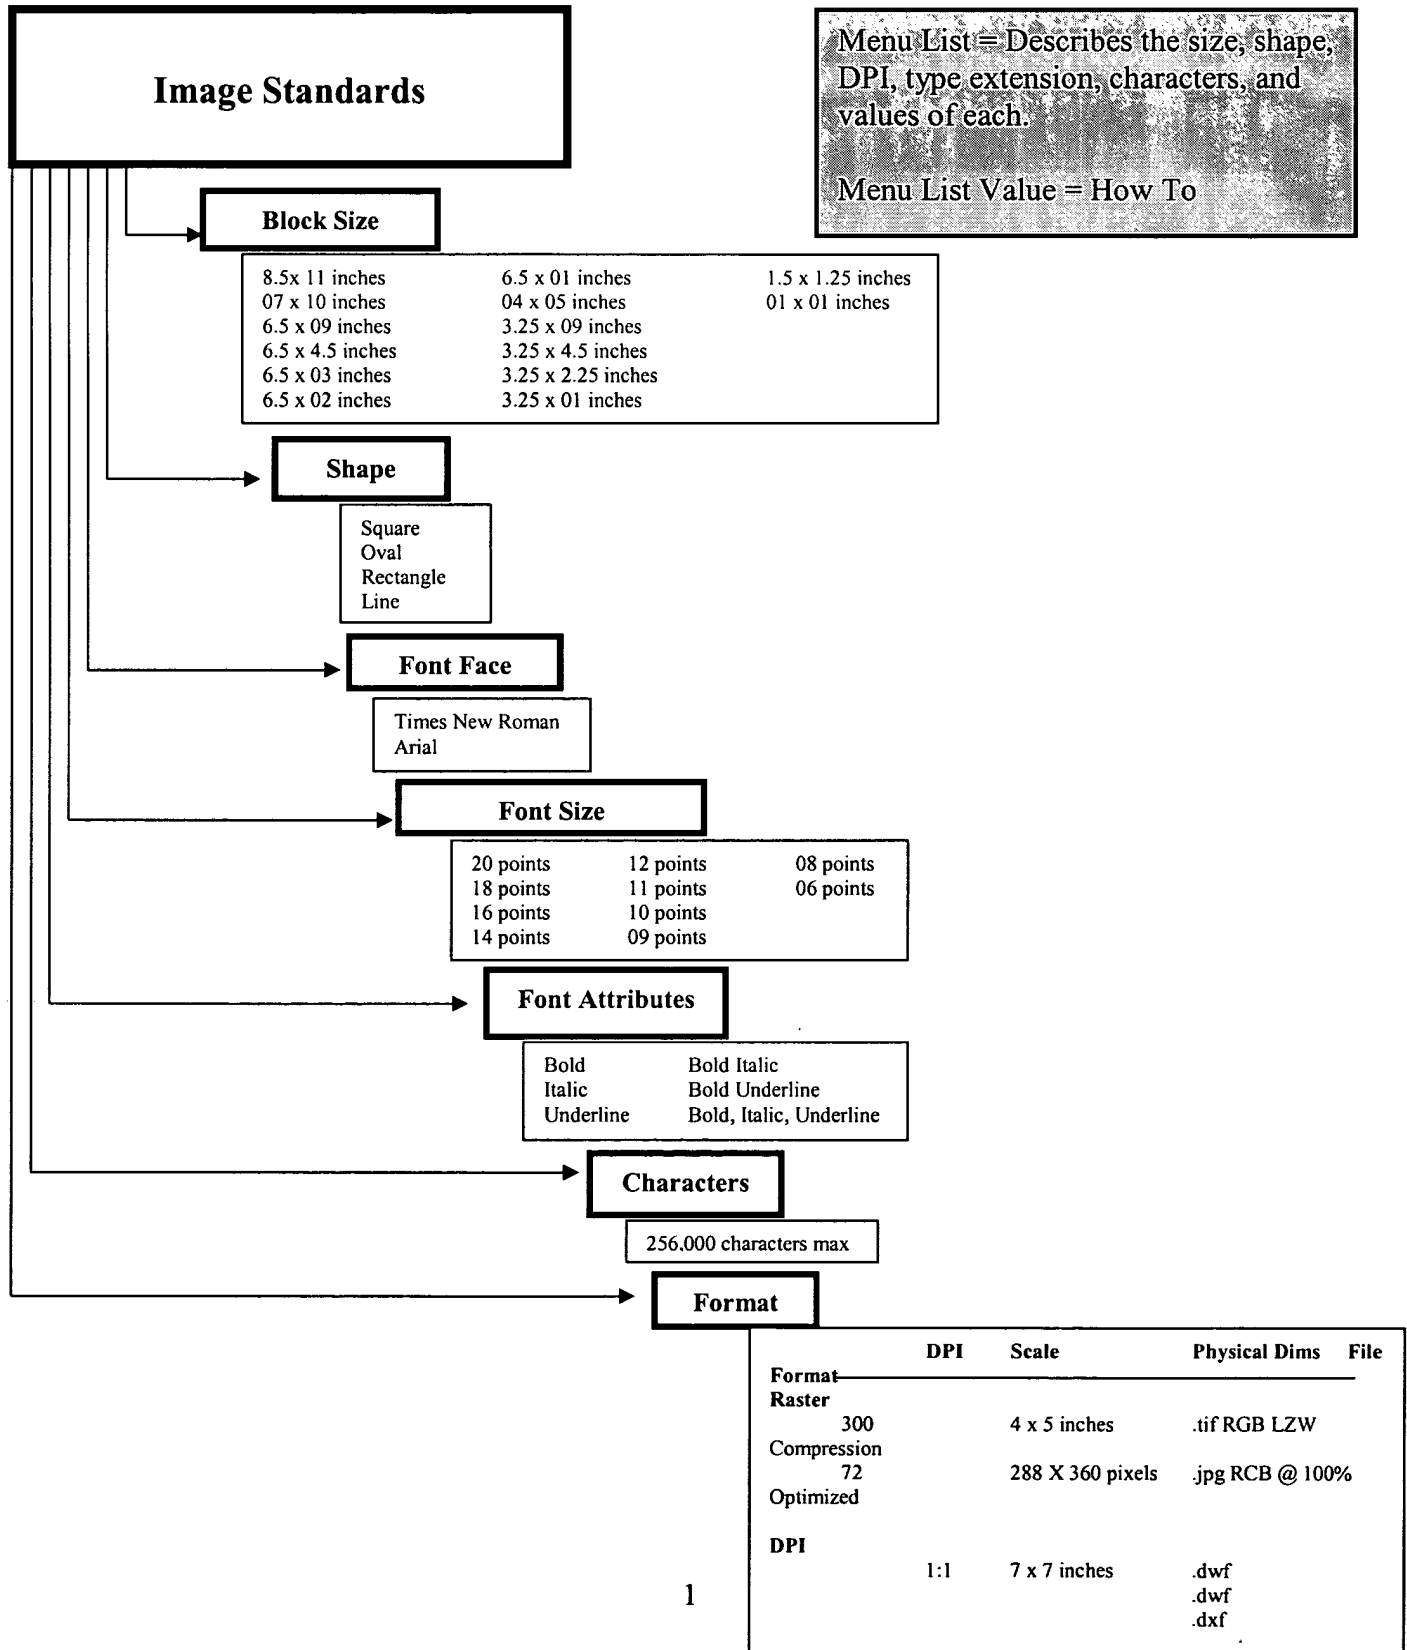 Image Standards
Menu List = Describes the size, shape,
DPI, type extension, characters, and
values of each.
Menu List Value = How To
Block Size
8.5x 11 inches 6.5 x 01 inches 1.5 x 1.25 inches
07 x 10 inches 04 x 05 inches 01 x 01 inches
6.5 x 09 inches 3.25 x 09 inches
6.5 x 4.5 inches 3.25 x 4.5 inches
6.5 x 03 inches 3.25 x 2.25 inches
6.5 x 02 inches 3.25 x 01 inches
Shape
Square
Oval
Rectangle
Line
Font Face
Times New Roman
Arial
Font Size
20 points 12 points 08 points
18 points 11 points 06 points
16 points 10 points
14 points 09 points
Font Attributes
Bold Bold Italic
Italic Bold Underline
Underline Bold, Italic, Underline
Characters
256,000 characters max
Format
DPI Scale Physical Dims File
Format
Raster
300 4 x 5 inches .tif RGB LZW
Compression
72 288 X 360 pixels .jpg RCB @ 100%
Optimized
DPI
1:1 7 x 7 inches .dwf
.dwf
.dxf
1